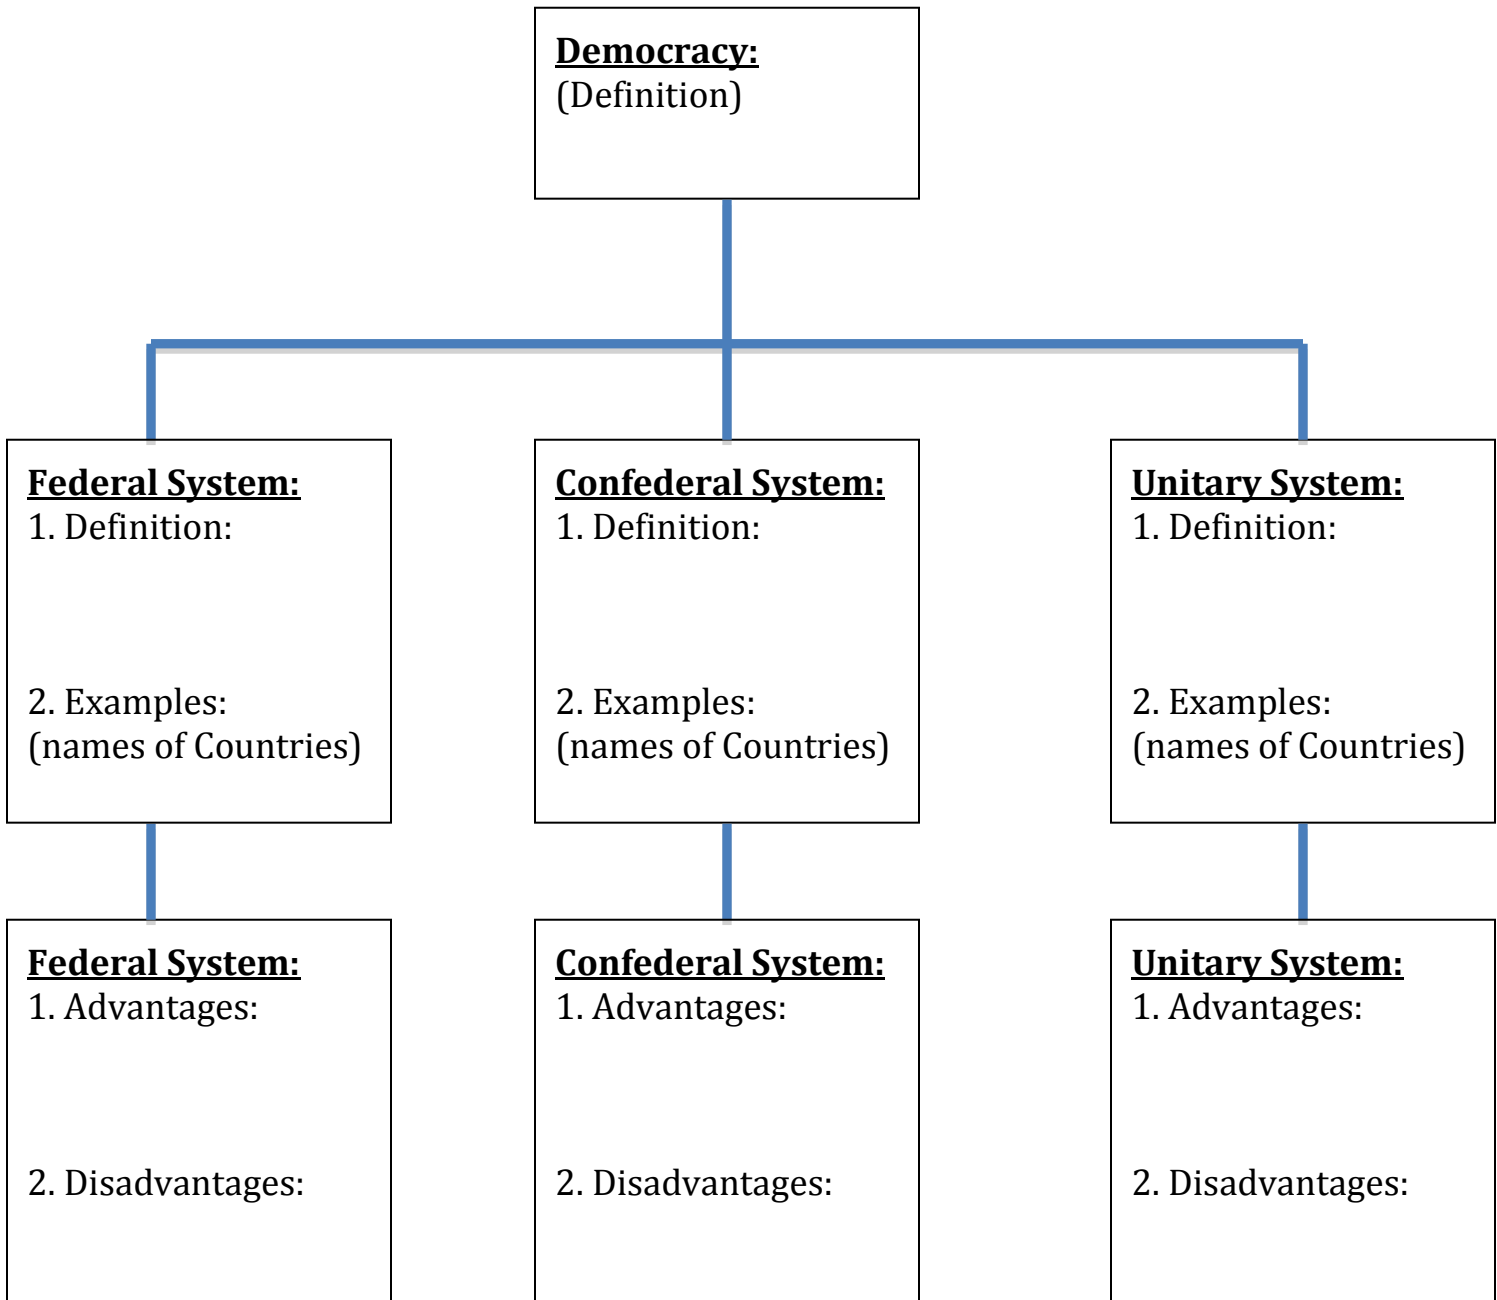 Democracy:
(Definition)
Federal System:
1. Definition:
2. Examples:
(names of Countries)
Confederal System:
1. Definition:
2. Examples:
(names of Countries)
Unitary System:
1. Definition:
2. Examples:
(names of Countries)
Federal System:
1. Advantages:
2. Disadvantages:
Confederal System:
1. Advantages:
2. Disadvantages:
Unitary System:
1. Advantages:
2. Disadvantages: